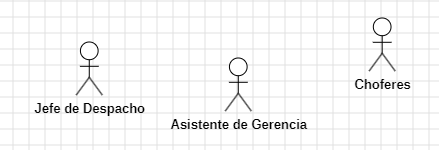 Jefe de Despacho
Asistente de Gerencia
Choferes